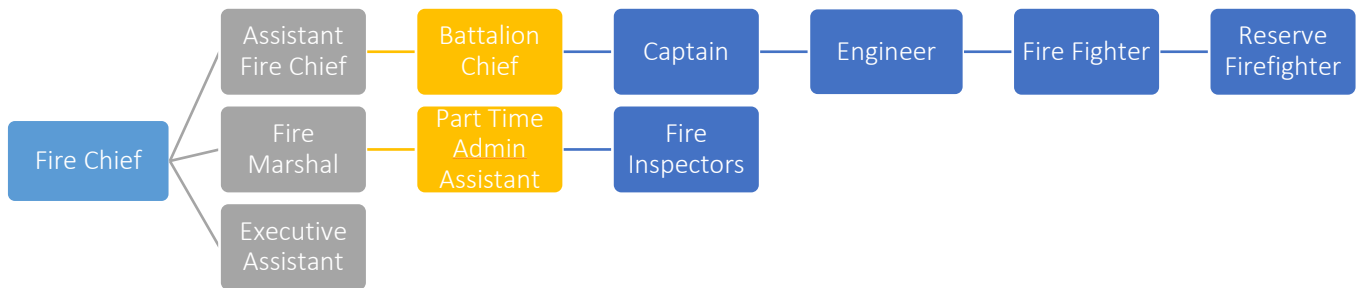 Assistant
Fire Chief
Battalion
Chief
Captain
Engineer
Fire Fighter
Reserve
Firefighter
Fire Chief
Fire
Marshal
Part Time
Admin
Assistant
Fire
Inspectors
Executive
Assistant